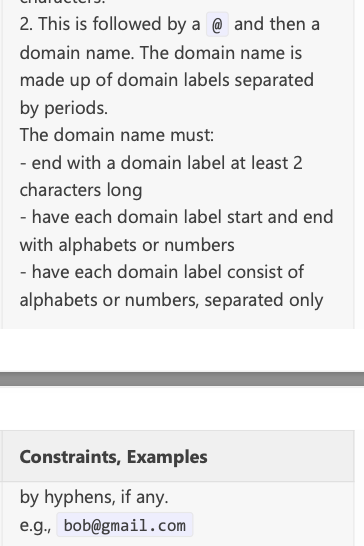 characters.
2. This is followed by a @ and then a
domain name. The domain name is
made up of domain labels separated
by periods.
The domain name must:
- end with a domain label at least 2
characters long
- have each domain label start and end
with alphabets or numbers
- have each domain label consist of
alphabets or numbers, separated only
Constraints, Examples
by hyphens, if any.
e.g., bob@gmail.com